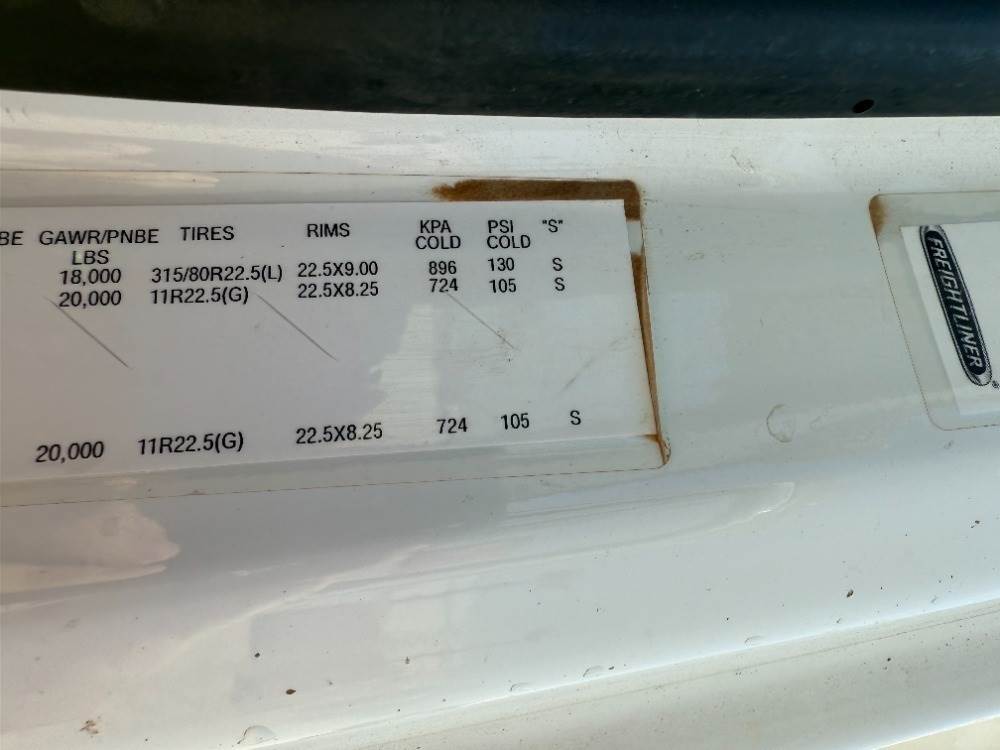 BE GAWR/PNBE TIRES RIMS KPA PSI "S"
LBS COLD COLD
18,000 315/80R22.5(L) 22.5X9.00 896 130 S
20,000 11R22.5(G) 22.5X8.25 724 105 S
20,000 11R22.5(G) 22.5X8.25 724 105 S
FREIGHTLINER
®